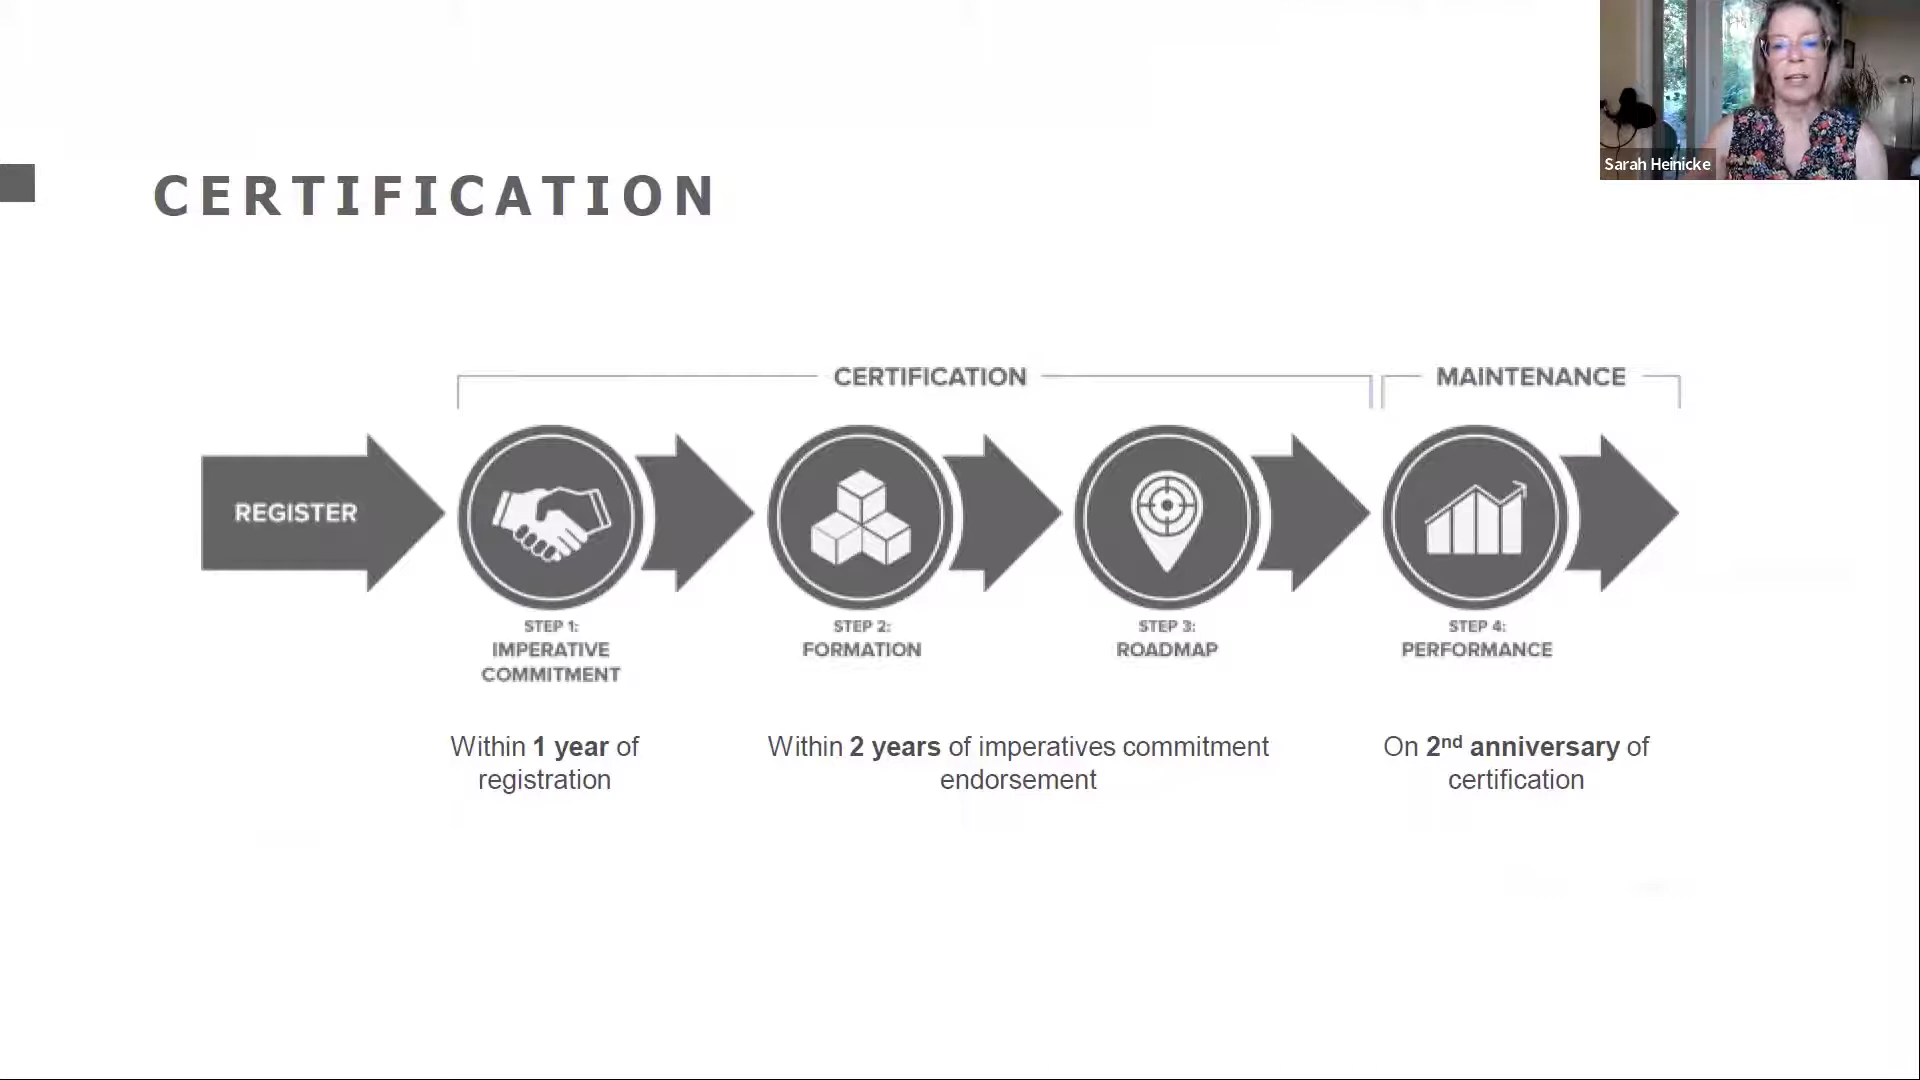 Sarah Heinicke
CERTIFICATION
CERTIFICATION
MAINTENANCE
REGISTER
STEP 1:
IMPERATIVE
COMMITMENT
STEP 2:
FORMATION
STEP 3:
ROADMAP
STEP 4:
PERFORMANCE
Within 1 year of
registration
Within 2 years of imperatives commitment
endorsement
On 2nd anniversary of
certification